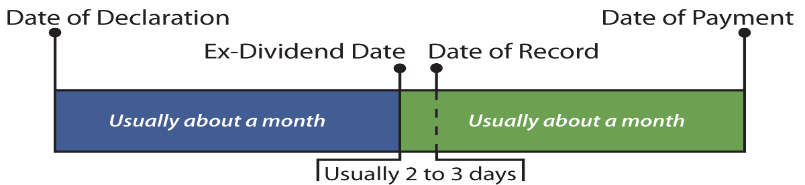 Date of Declaration
Date of Payment
Ex-Dividend Date
Date of Record
Usually about a month
Usually about a month
Usually 2 to 3 days